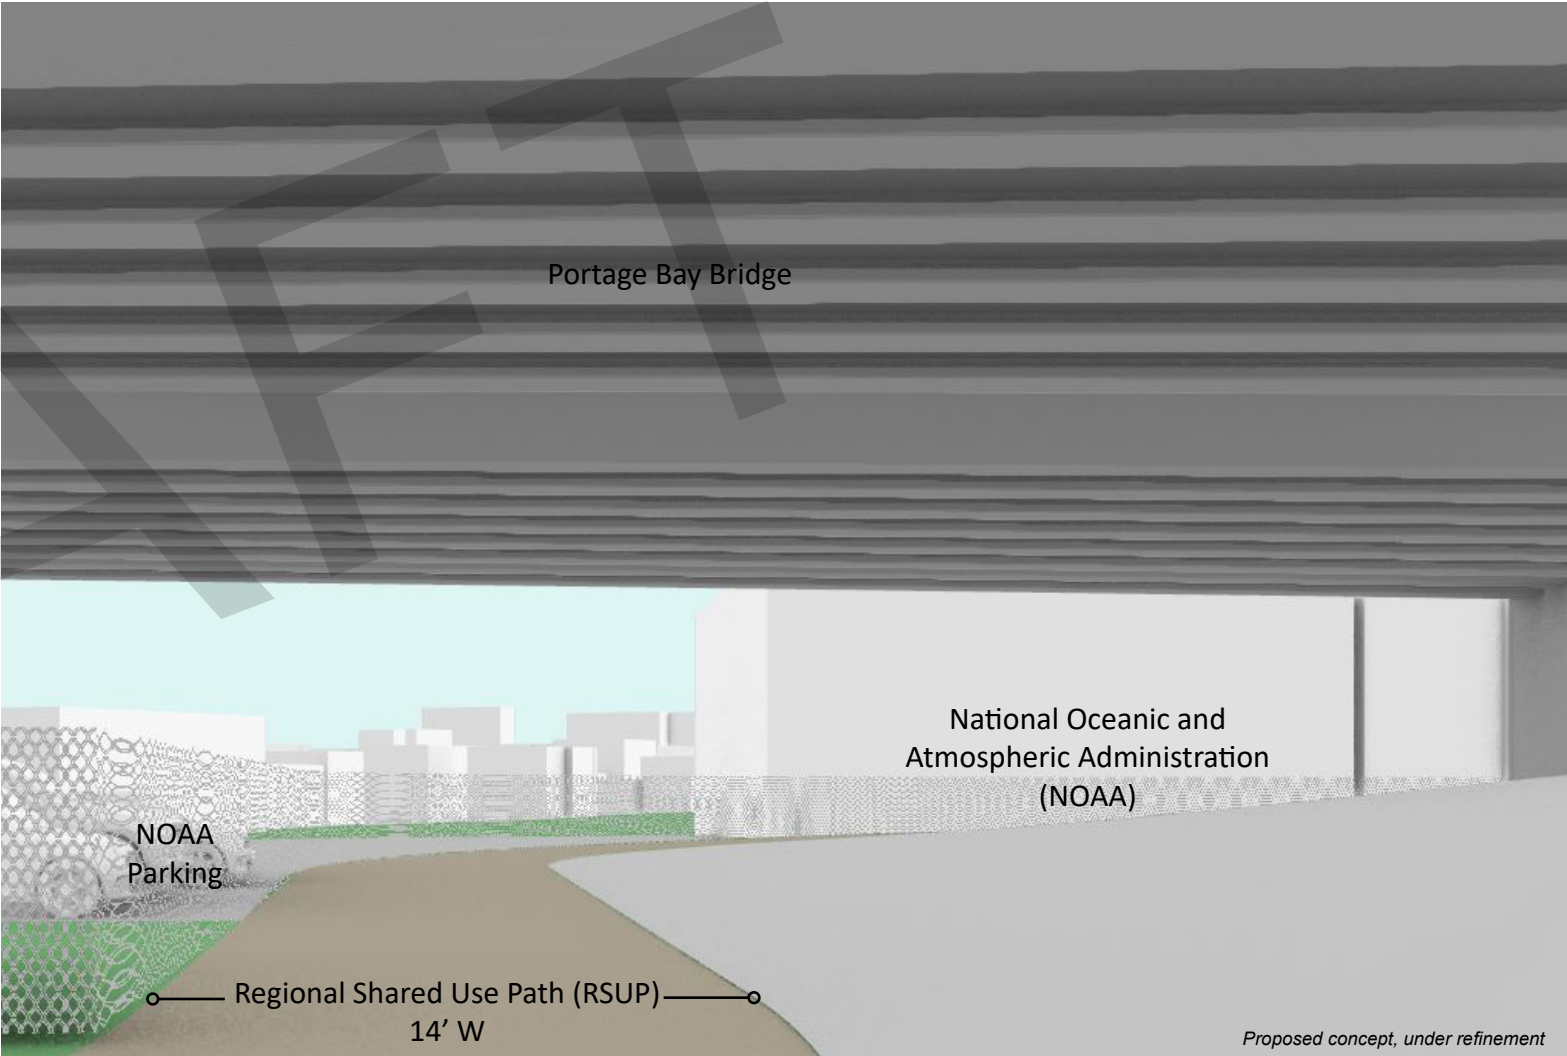 AFT
Portage Bay Bridge
National Oceanic and
Atmospheric Administration
(NOAA)
NOAA
Parking
Regional Shared Use Path (RSUP)
14’ W
Proposed concept, under refinement